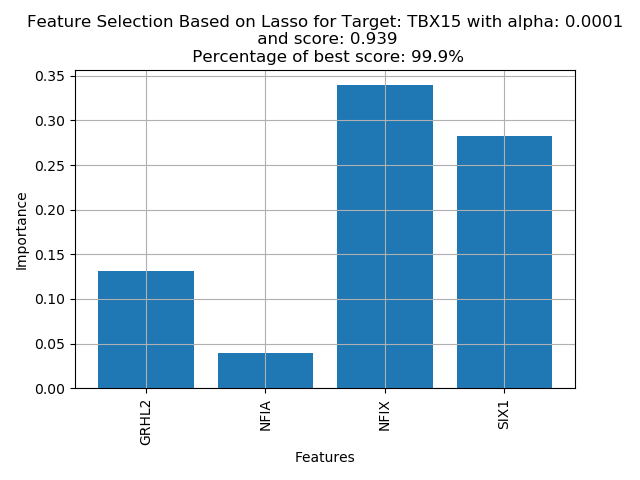 Feature Selection Based on Lasso for Target: TBX15 with alpha: 0.0001
and score: 0.939
Percentage of best score: 99.9%
0.35
0.30
0.25
0.20
0.15
0.10
0.05
0.00
Importance
GRHL2
NFIA
NFIX
SIX1
Features